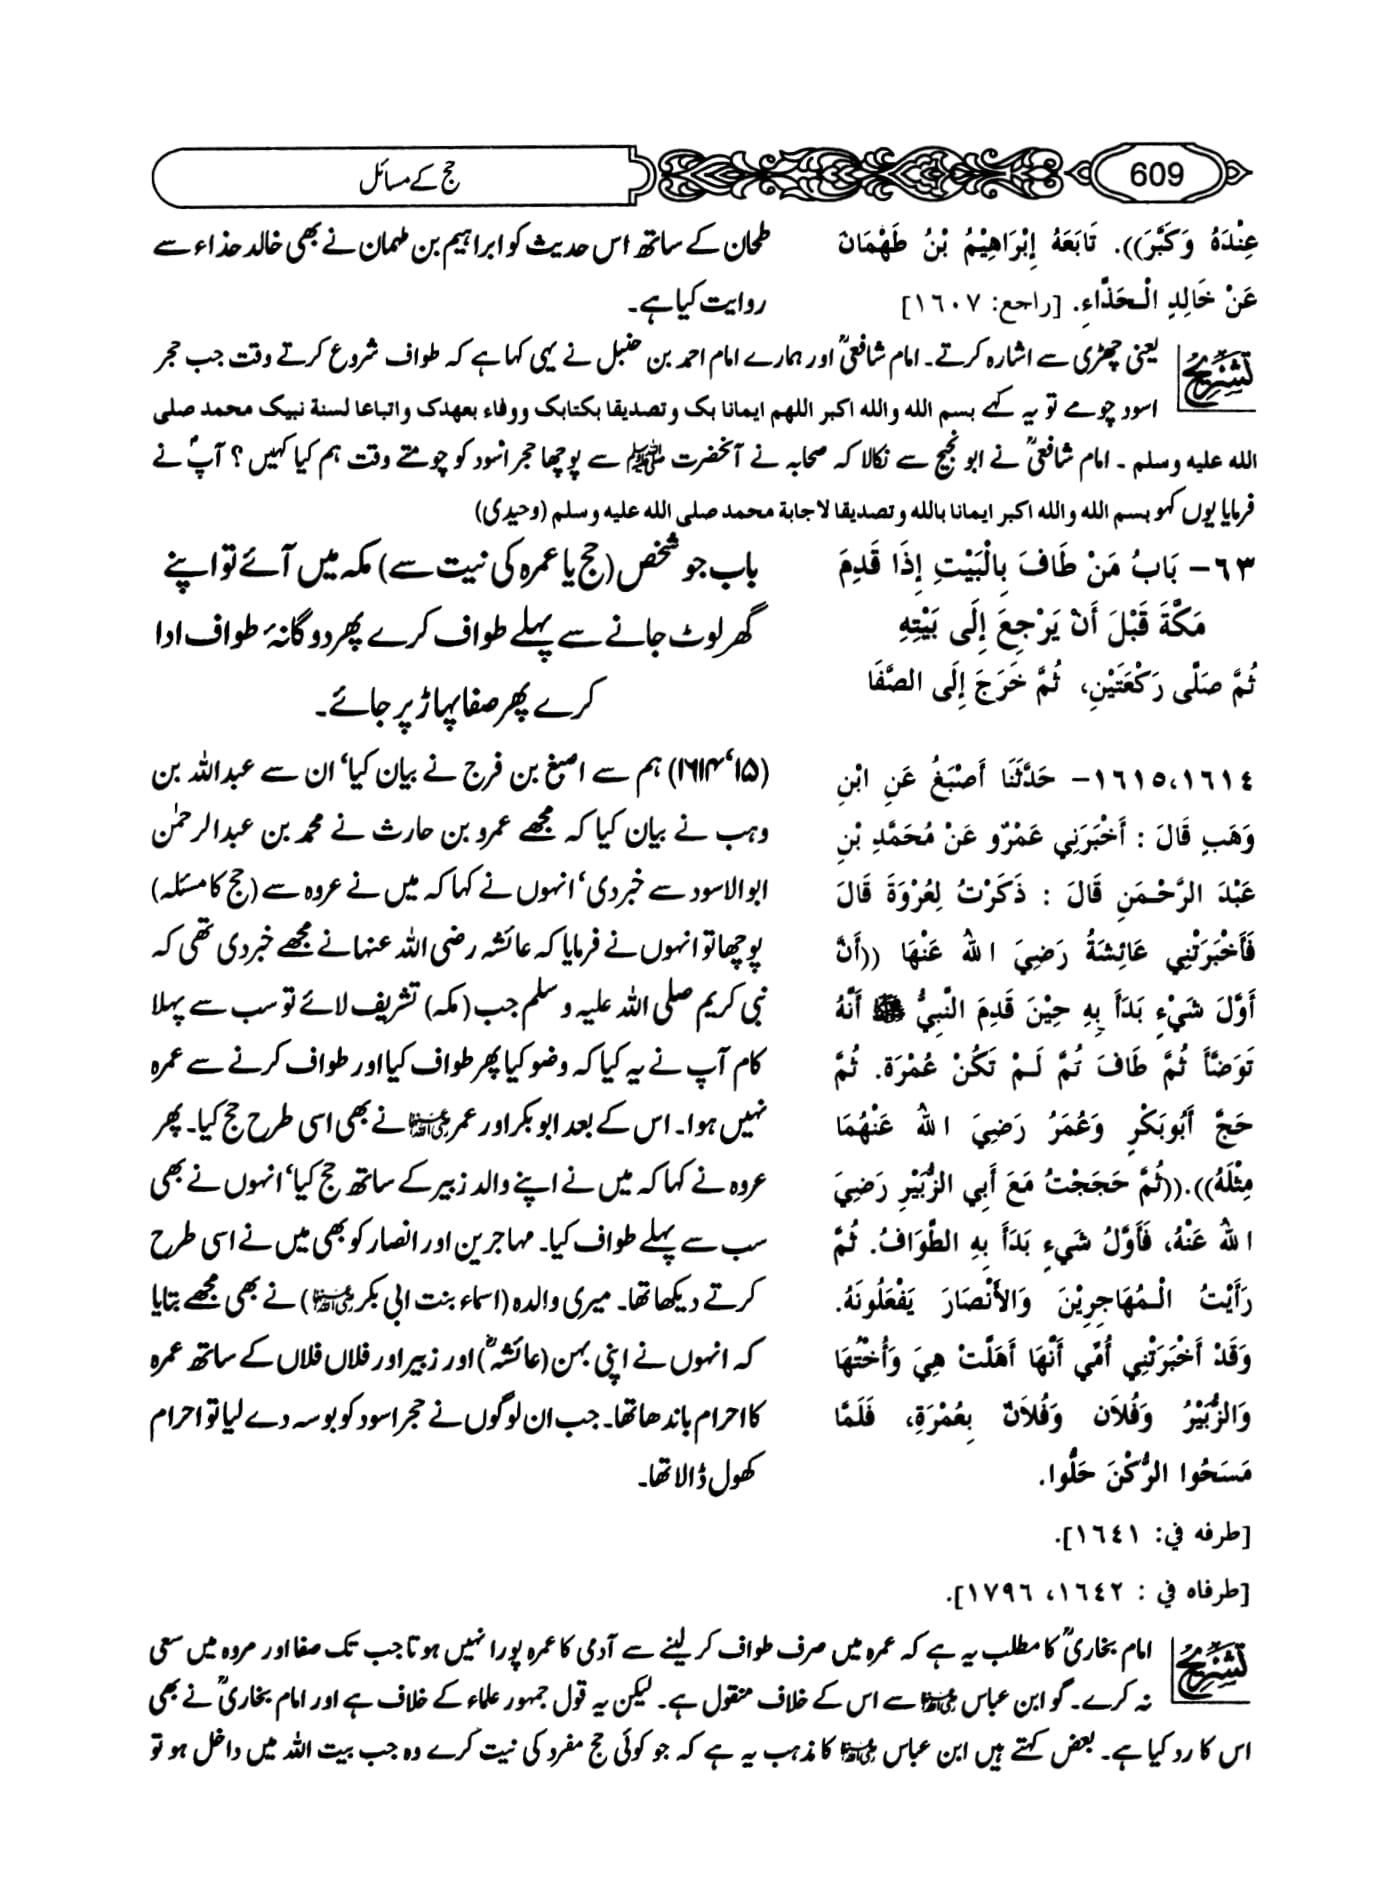 609
حج کے مسائل
عِنْدَهُ وَكَبَّرَ)). تَابَعَهُ إِبْرَاهِيْمُ بْنُ طَهْمَانَ
عَنْ خَالِدٍ الْـحَذَّاءِ. [راجع: ١٦٠٧]
طحان کے ساتھ اس حدیث کو ابراہیم بن طہمان نے بھی خالد حذاء سے
روایت کیا ہے۔
تشریح
یعنی چھڑی سے اشارہ کرتے۔ امام شافعیؒ اور ہمارے امام احمد بن حنبل نے یہی کہا ہے کہ طواف شروع کرتے وقت جب حجر
اسود چومے تو یہ کہے بسم الله والله اكبر اللهم ايمانا بك وتصديقا بكتابك ووفاء بعهدك واتباعا لسنة نبيك محمد صلى
الله عليه وسلم ۔ امام شافعیؒ نے ابو نجیح سے نکالا کہ صحابہ نے آنحضرت ﷺ سے پوچھا حجر اسود کو چومتے وقت ہم کیا کہیں؟ آپؐ نے
فرمایا یوں کہو بسم الله والله اكبر ايمانا بالله وتصديقا لاجابة محمد صلى الله عليه وسلم (وحیدی)
٦٣– بَابُ مَنْ طَافَ بِالْبَيْتِ إِذَا قَدِمَ
مَكَّةَ قَبْلَ أَنْ يَرْجِعَ إِلَى بَيْتِهِ
ثُمَّ صَلَّى رَكْعَتَيْنِ، ثُمَّ خَرَجَ إِلَى الصَّفَا
باب جو شخص (حج یا عمرہ کی نیت سے) مکہ میں آئے تو اپنے
گھر لوٹ جانے سے پہلے طواف کرے پھر دوگانہٴ طواف ادا
کرے پھر صفا پہاڑ پر جائے۔
١٦١٥،١٦١٤– حَدَّثَنَا أَصْبَغُ عَنِ ابْنِ
وَهَبٍ قَالَ : أَخْبَرَنِي عَمْرٌو عَنْ مُحَمَّدِ بْنِ
عَبْدَ الرَّحْـمَنِ قَالَ : ذَكَرْتُ لِعُرْوَةَ قَالَ
فَأَخْبَرَتْنِي عَائِشَةُ رَضِيَ اللهُ عَنْهَا ((أَنَّ
أَوَّلَ شَيْءٍ بَدَأَ بِهِ حِيْنَ قَدِمَ النَّبِيُّ ﷺ أَنَّهُ
تَوَضَّأَ ثُمَّ طَافَ ثُمَّ لَـمْ تَكُنْ عُمْرَة. ثُمَّ
حَجَّ أَبُوبَكْرٍ وَعُمَرُ رَضِيَ اللهُ عَنْهُمَا
مِثْلَهُ)).((ثُمَّ حَجَجْتُ مَعَ أَبِي الزُّبَيْرِ رَضِيَ
اللهُ عَنْهُ، فَأَوَّلُ شَيءٍ بَدَأَ بِهِ الطَّوَافُ. ثُمَّ
رَأَيْتُ الْـمُهَاجِرِيْنَ وَالأَنْصَارَ يَفْعَلُونَهُ.
وَقَدْ أَخْبَرَتْنِي أُمِّي أَنَّهَا أَهَلَّتْ هِيَ وَأُخْتُهَا
وَالزُّبَيْرُ وَفُلاَن وَفُلاَنٌ بِعُمْرَةٍ، فَلَمَّا
مَسَحُوا الرُّكْنَ حَلُّوا.
[طرفه في: ١٦٤١].
[طرفاه في : ١٦٤٢، ١٧٩٦].
(۱۶۱۴٬۱۵) ہم سے اصبغ بن فرج نے بیان کیا، ان سے عبداللہ بن
وہب نے بیان کیا کہ مجھے عمرو بن حارث نے محمد بن عبدالرحمٰن
ابوالاسود سے خبر دی، انہوں نے کہا کہ میں نے عروہ سے (حج کا مسئلہ)
پوچھا تو انہوں نے فرمایا کہ عائشہ رضی اللہ عنہا نے مجھے خبر دی تھی کہ
نبی کریم صلی اللہ علیہ وسلم جب (مکہ) تشریف لائے تو سب سے پہلا
کام آپ نے یہ کیا کہ وضو کیا پھر طواف کیا اور طواف کرنے سے عمرہ
نہیں ہوا۔ اس کے بعد ابوبکر اور عمر رضی اللہ عنہما نے بھی اسی طرح حج کیا۔ پھر
عروہ نے کہا کہ میں نے اپنے والد زبیر کے ساتھ حج کیا، انہوں نے بھی
سب سے پہلے طواف کیا۔ مہاجرین اور انصار کو بھی میں نے اسی طرح
کرتے دیکھا تھا۔ میری والدہ (اسماء بنت ابی بکر رضی اللہ عنہما) نے بھی مجھے بتایا
کہ انہوں نے اپنی بہن (عائشہؓ) اور زبیر اور فلاں فلاں کے ساتھ عمرہ
کا احرام باندھا تھا۔ جب ان لوگوں نے حجر اسود کو بوسہ دے لیا تو احرام
کھول ڈالا تھا۔
تشریح
امام بخاریؒ کا مطلب یہ ہے کہ عمرہ میں صرف طواف کر لینے سے آدمی کا عمرہ پورا نہیں ہوتا جب تک صفا اور مروہ میں سعی
نہ کرے۔ گو ابن عباس رضی اللہ عنہما سے اس کے خلاف منقول ہے۔ لیکن یہ قول جمہور علماء کے خلاف ہے اور امام بخاریؒ نے بھی
اس کا رد کیا ہے۔ بعض کہتے ہیں ابن عباس رضی اللہ عنہما کا مذہب یہ ہے کہ جو کوئی حج مفرد کی نیت کرے وہ جب بیت اللہ میں داخل ہو تو